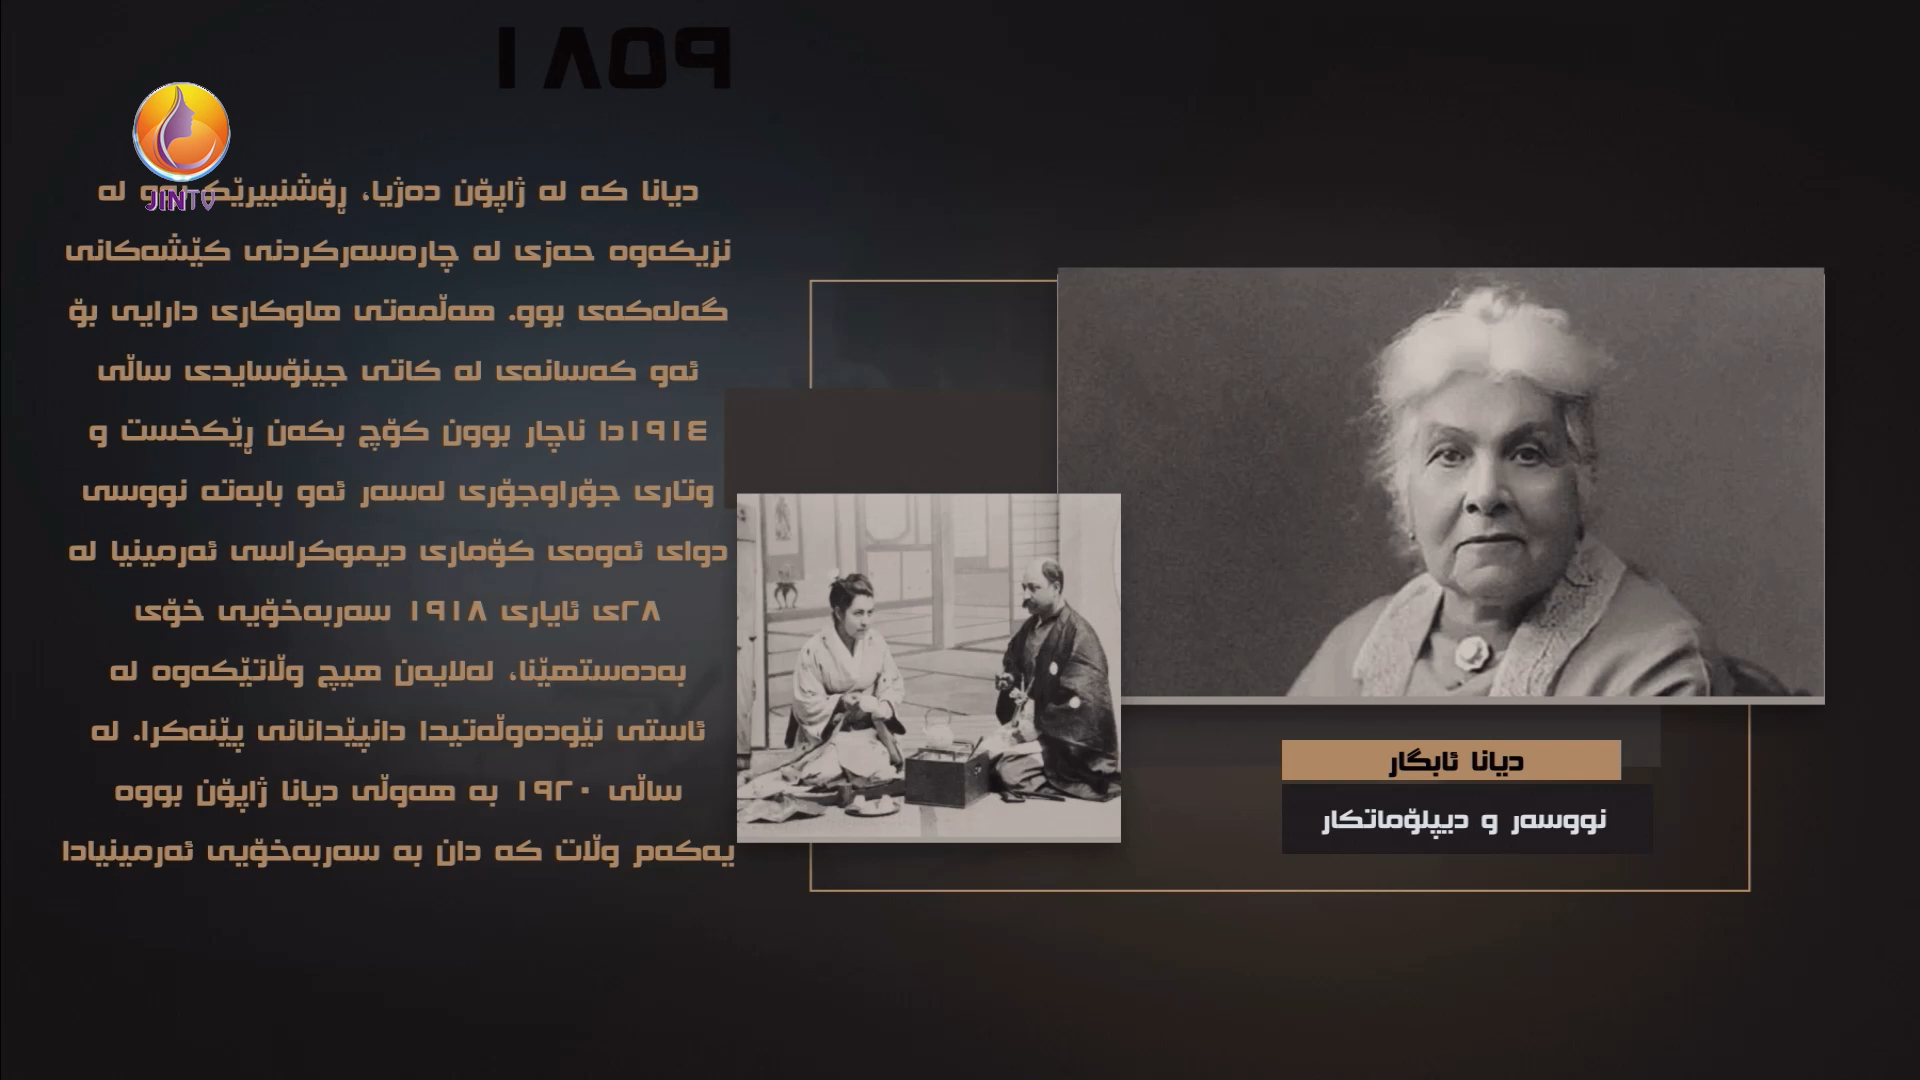 ١٨٥٩
JINTV
دیانا کە لە ژاپۆن دەژیا، ڕۆشنبیرێک بوو لە
نزیکەوە حەزی لە چارەسەرکردنی کێشەکانی
گەلەکەی بوو. هەڵمەتی هاوکاری دارایی بۆ
ئەو کەسانەی لە کاتی جینۆسایدی ساڵی
١٩١٤دا ناچار بوون کۆچ بکەن ڕێکخست و
وتاری جۆراوجۆری لەسەر ئەو بابەتە نووسی
دوای ئەوەی کۆماری دیموکراسی ئەرمینیا لە
٢٨ی ئایاری ١٩١٨ سەربەخۆیی خۆی
بەدەستهێنا، لەلایەن هیچ وڵاتێکەوە لە
ئاستی نێودەوڵەتیدا دانپێدانانی پێنەکرا. لە
ساڵی ١٩٢٠ بە هەوڵی دیانا ژاپۆن بووە
یەکەم وڵات کە دان بە سەربەخۆیی ئەرمینیادا
دیانا ئابگار
نووسەر و دیپلۆماتکار